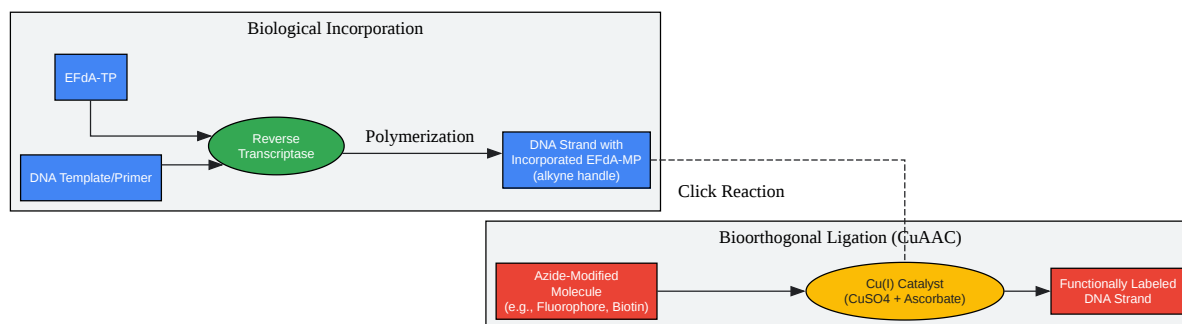 Biological Incorporation
EFdA-TP
DNA Template/Primer
Reverse
Transcriptase
Polymerization
DNA Strand with
Incorporated EFdA-MP
(alkyne handle)
Click Reaction
Bioorthogonal Ligation (CuAAC)
Azide-Modified
Molecule
(e.g., Fluorophore, Biotin)
Cu(I) Catalyst
(CuSO4 + Ascorbate)
Functionally Labeled
DNA Strand